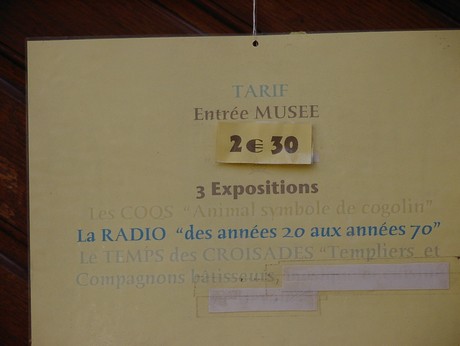 TARIF
Entrée MUSEE
2€30
3 Expositions
Les COQS "Animal symbole de cogolin"
La RADIO "des années 20 aux années 70"
Le TEMPS des CROISADES "Templiers et
Compagnons bâtisseurs,